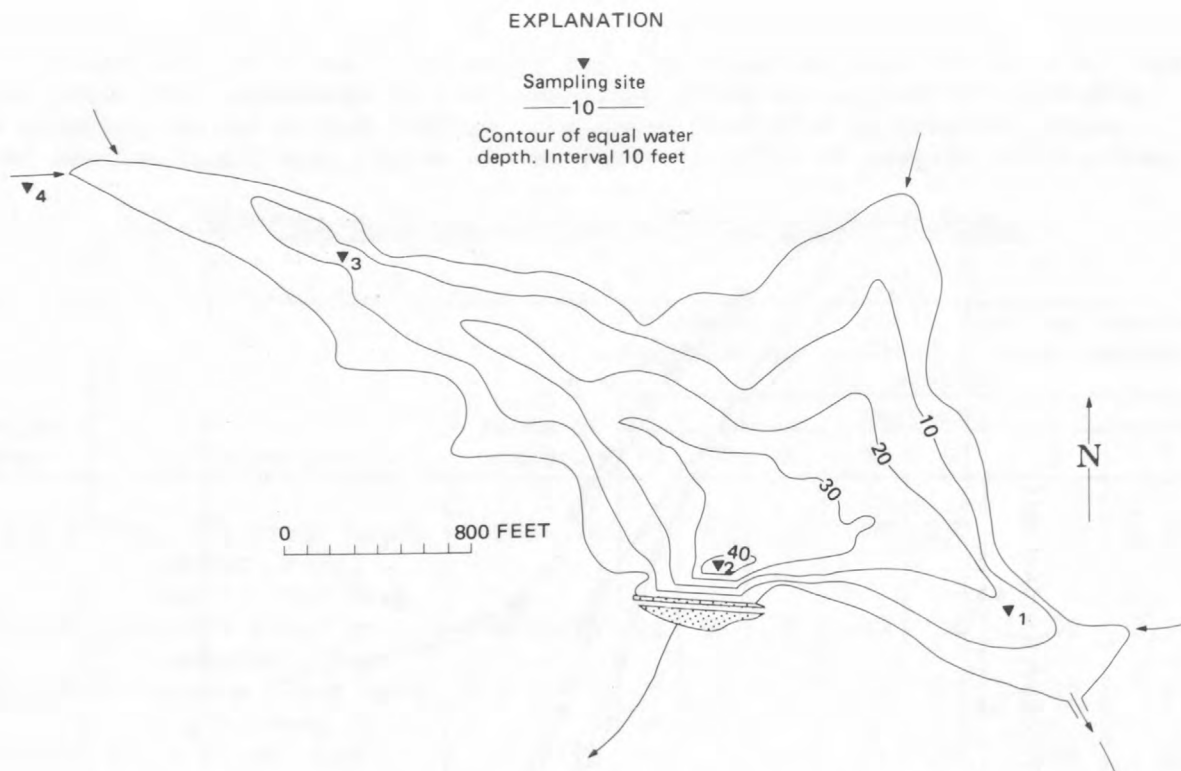 EXPLANATION
Sampling site
10
Contour of equal water
depth. Interval 10 feet
4
3
10
20
N
30
0 800 FEET
40
2
1